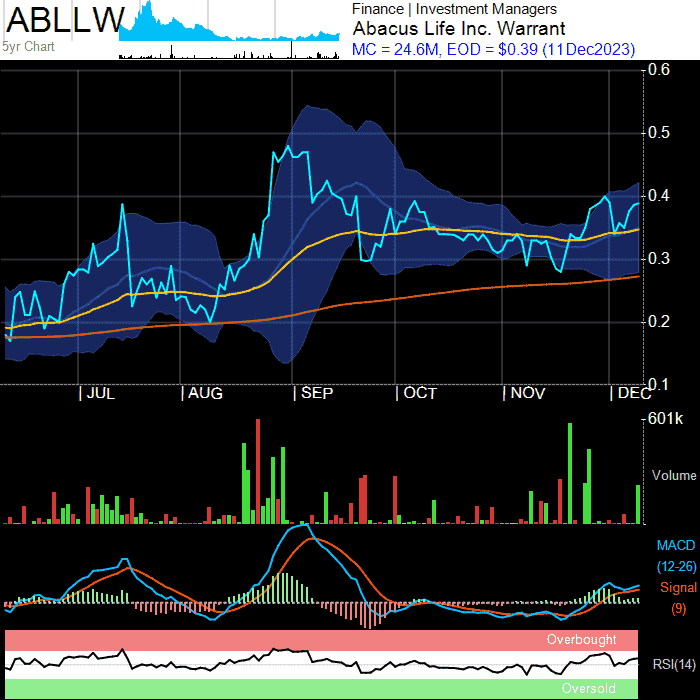 ABLLW
5yr Chart
Finance | Investment Managers
Abacus Life Inc. Warrant
MC = 24.6M, EOD = $0.39 (11Dec2023)
0.6
0.5
0.4
0.3
0.2
0.1
| JUL | AUG | SEP | OCT | NOV | DEC
601k
Volume
MACD
(12-26)
Signal
(9)
Overbought
RSI(14)
Oversold